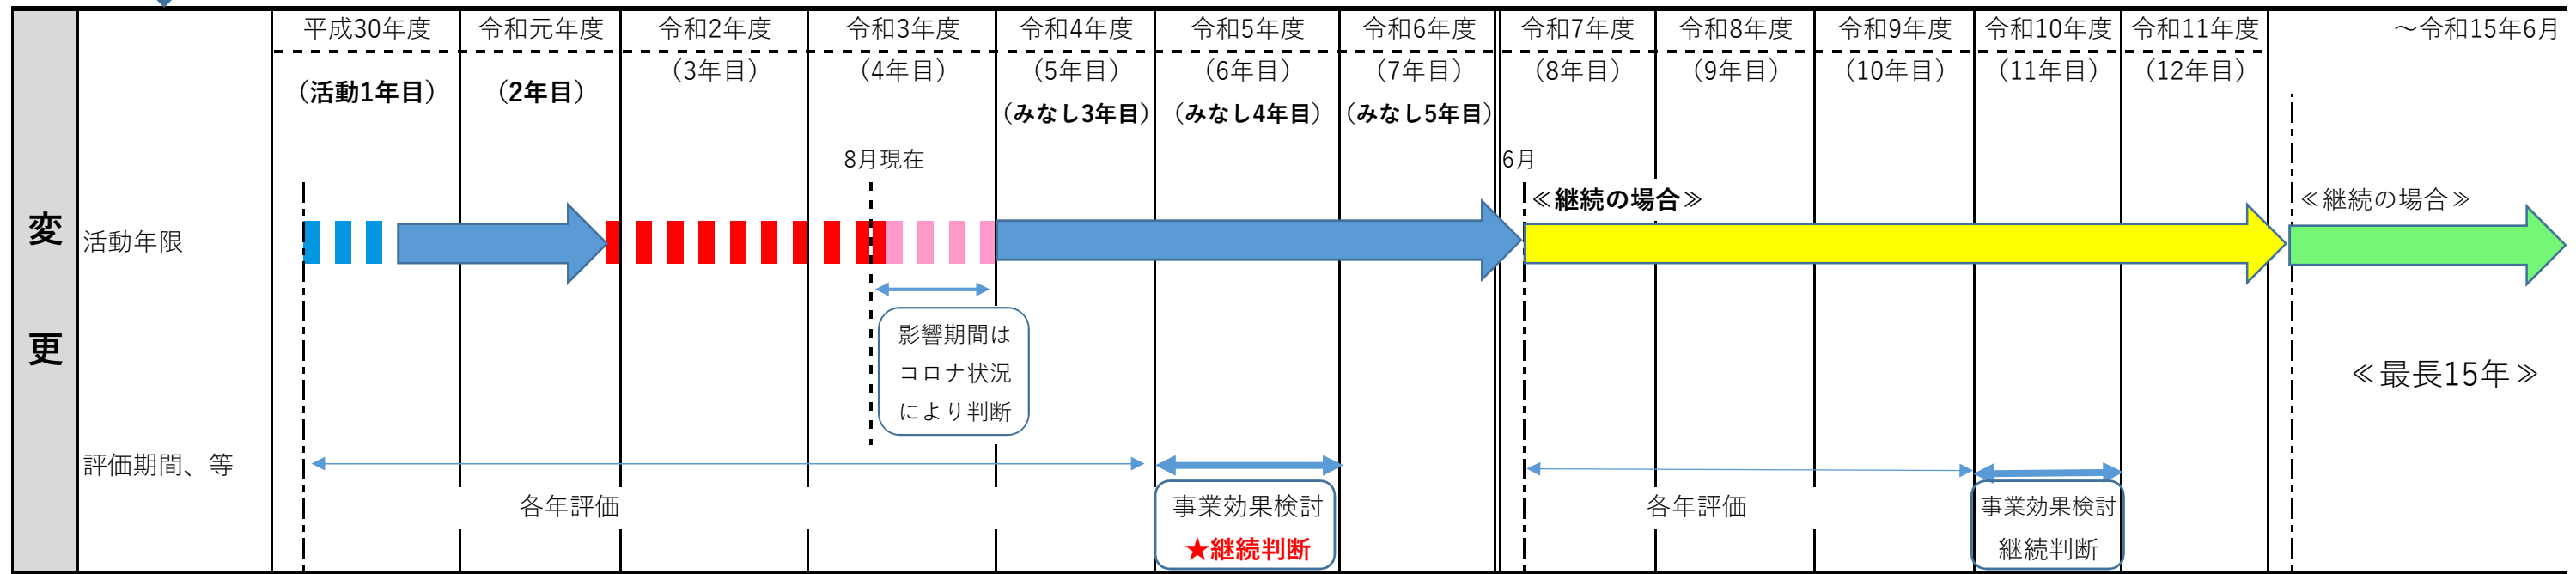 平成30年度
令和元年度
令和2年度
令和3年度
令和4年度
令和5年度
令和6年度
令和7年度
令和8年度
令和9年度
令和10年度
令和11年度
～令和15年6月
（活動1年目）
（2年目）
（3年目）
（4年目）
（5年目）
（6年目）
（7年目）
（8年目）
（9年目）
（10年目）
（11年目）
（12年目）
（みなし3年目）
（みなし4年目）
（みなし5年目）
8月現在
6月
≪継続の場合≫
≪継続の場合≫
変
更
活動年限
影響期間は
コロナ状況
により判断
≪最長15年≫
評価期間、等
各年評価
事業効果検討
★継続判断
各年評価
事業効果検討
継続判断